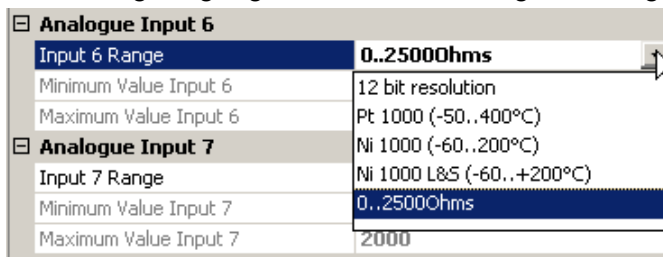 Analogue Input 6
Input 6 Range 0..2500Ohms
Minimum Value Input 6 12 bit resolution
Maximum Value Input 6 Pt 1000 (-50..400°C)
Analogue Input 7 Ni 1000 (-60..200°C)
Input 7 Range Ni 1000 L&S (-60..+200°C)
Minimum Value Input 7 0..2500Ohms
Maximum Value Input 7 2000